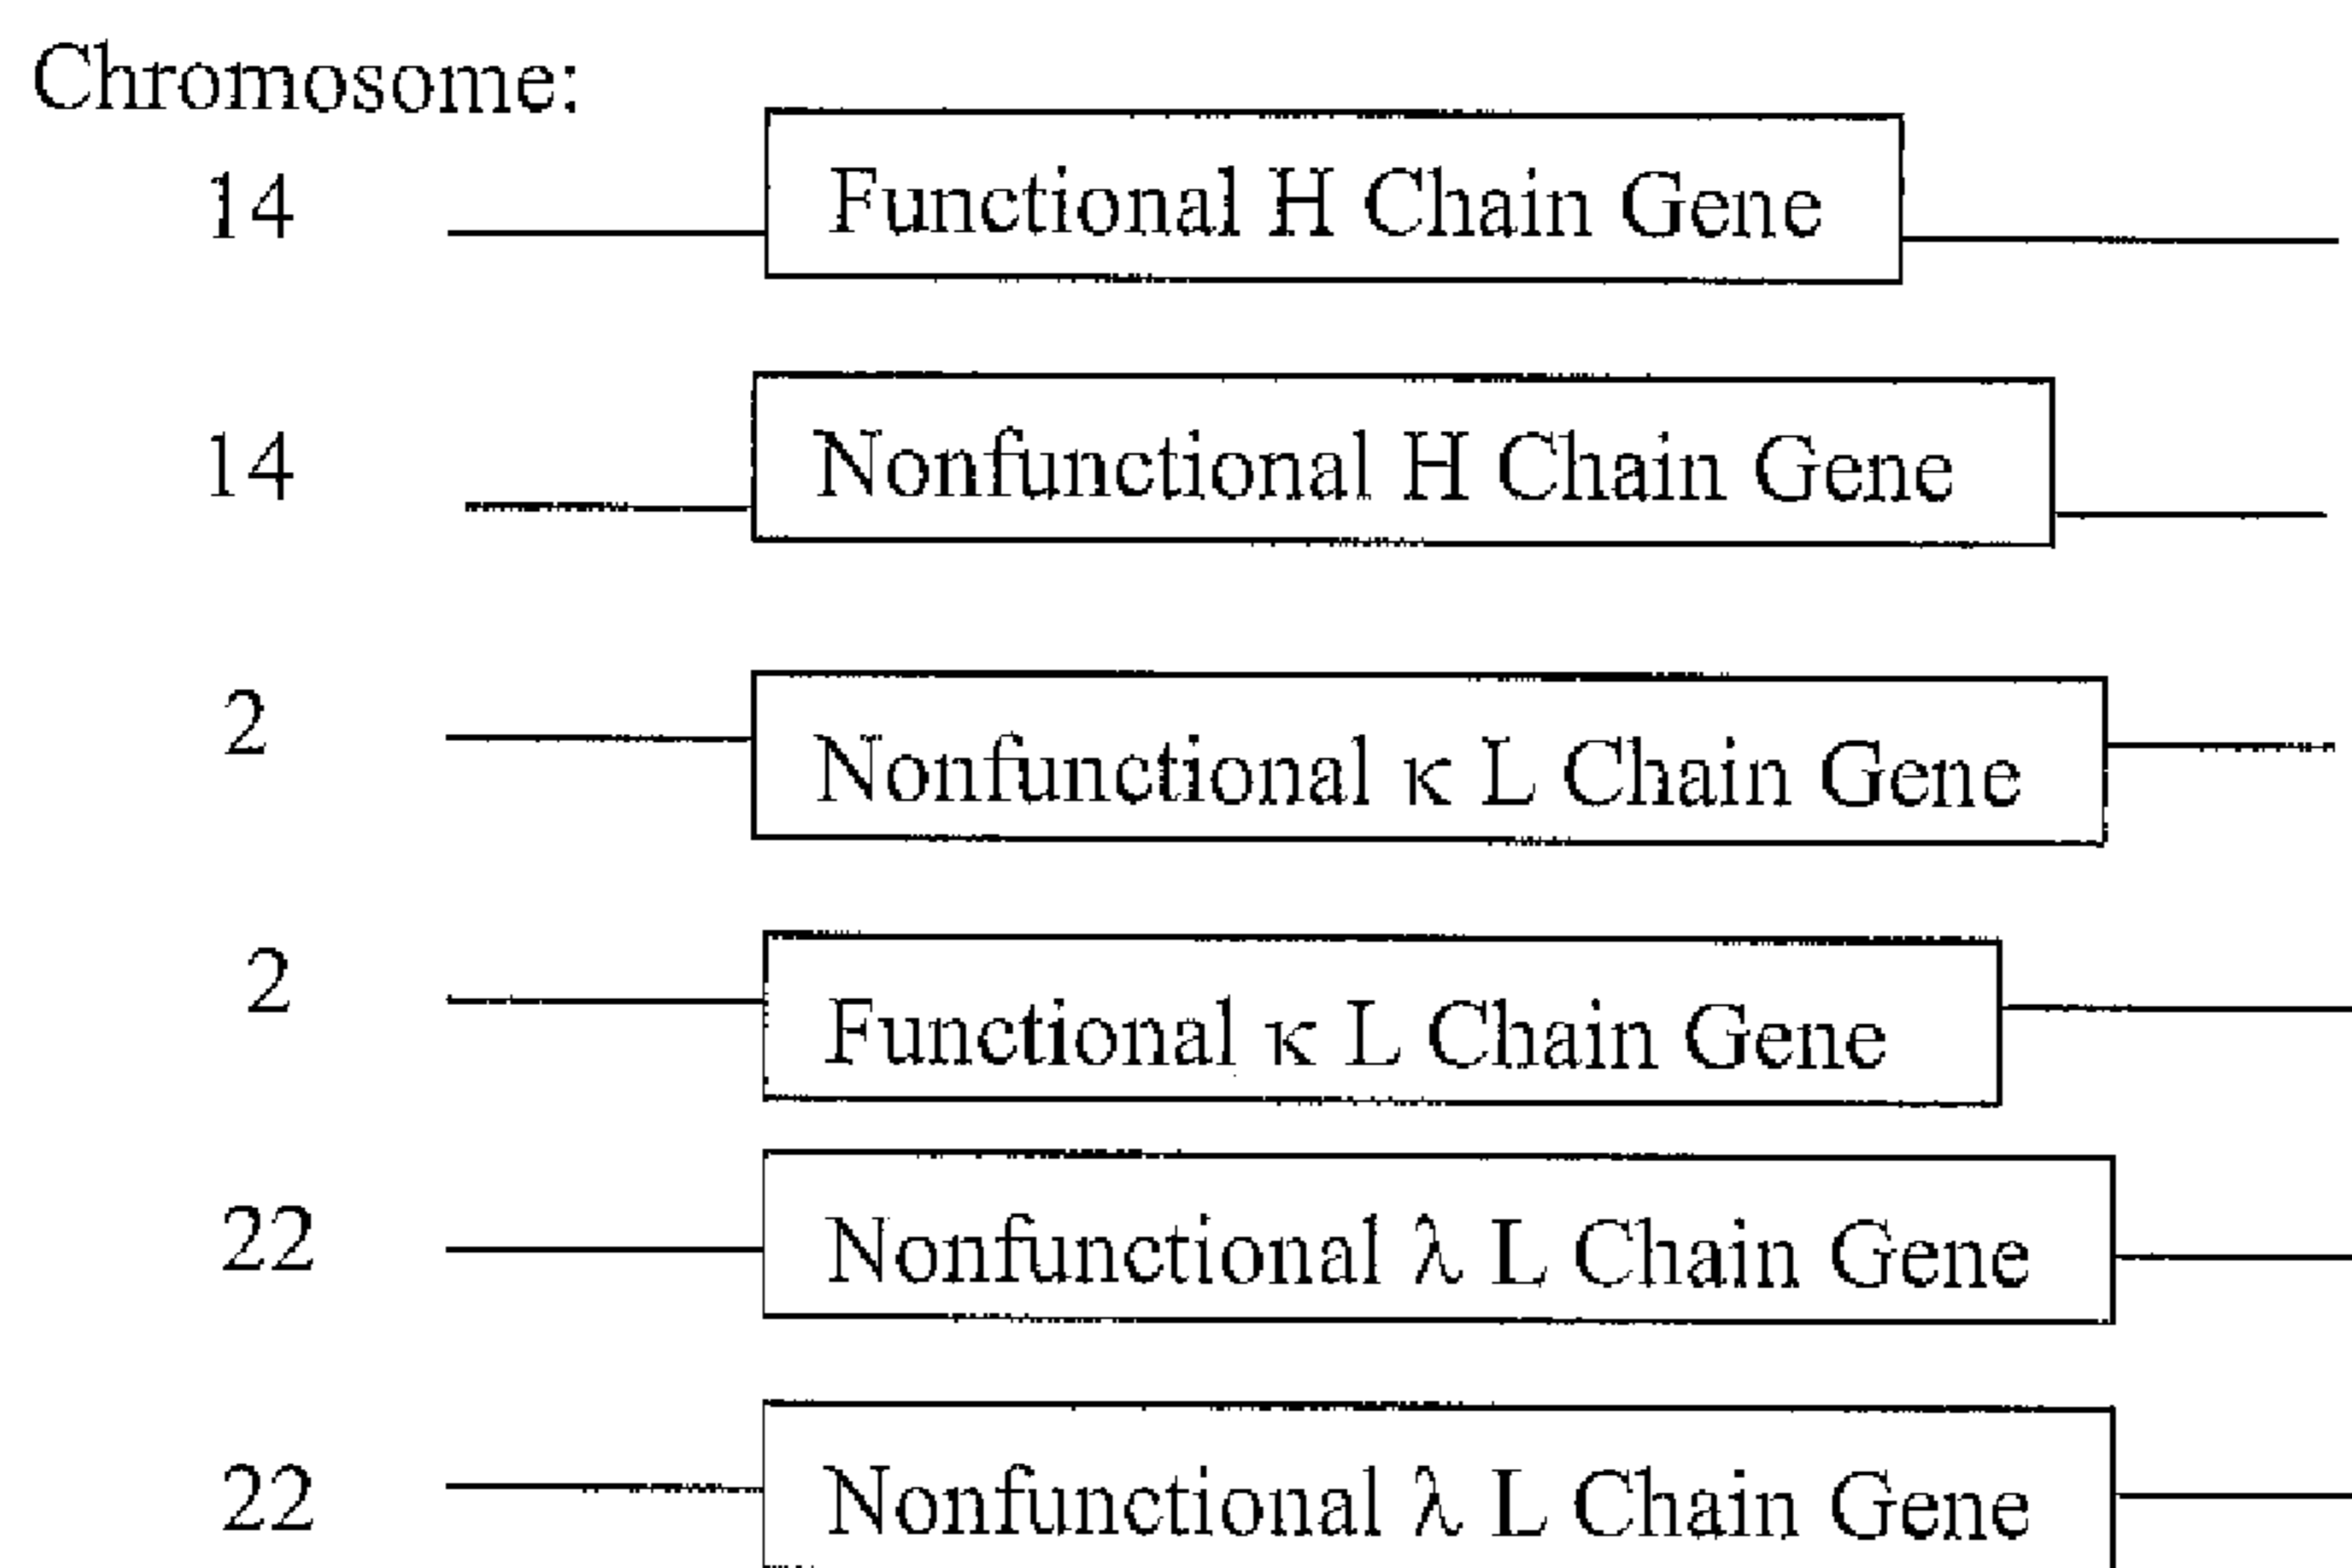 Chromosome:
14 Functional H Chain Gene
14 Nonfunctional H Chain Gene
2 Nonfunctional κ L Chain Gene
2 Functional κ L Chain Gene
22 Nonfunctional λ L Chain Gene
22 Nonfunctional λ L Chain Gene